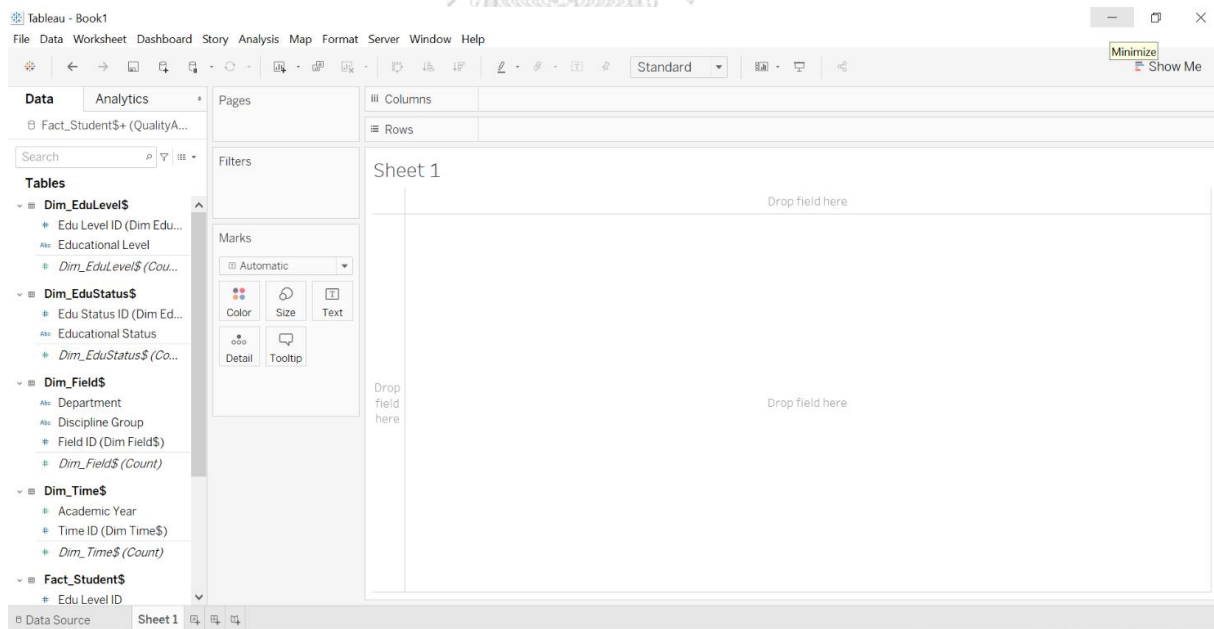 Tableau - Book1
Minimize
File Data Worksheet Dashboard Story Analysis Map Format Server Window Help
Standard
Show Me
Data Analytics
Fact_Student$+ (QualityA...
Search
Tables
Dim_EduLevel$
# Edu Level ID (Dim Edu...
Abc Educational Level
# Dim_EduLevel$ (Cou...
Dim_EduStatus$
# Edu Status ID (Dim Ed...
Abc Educational Status
# Dim_EduStatus$ (Co...
Dim_Field$
Abc Department
Abc Discipline Group
# Field ID (Dim Field$)
# Dim_Field$ (Count)
Dim_Time$
# Academic Year
# Time ID (Dim Time$)
# Dim_Time$ (Count)
Fact_Student$
# Edu Level ID
Pages
Filters
Marks
Automatic
Color Size Text
Detail Tooltip
Columns
Rows
Sheet 1
Drop field here
Drop
field
here
Drop field here
Data Source Sheet 1